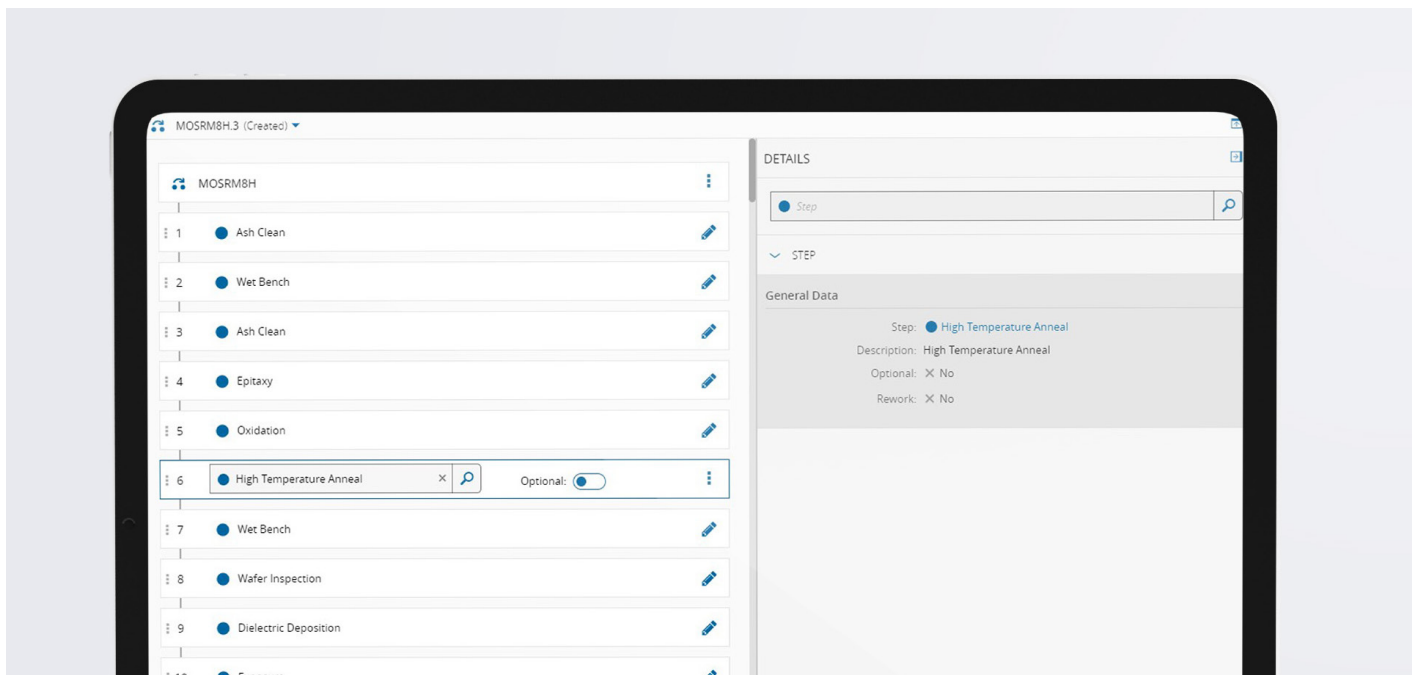 MOSRM8H.3 (Created)
MOSRM8H
1 Ash Clean
2 Wet Bench
3 Ash Clean
4 Epitaxy
5 Oxidation
6 High Temperature Anneal Optional:
7 Wet Bench
8 Wafer Inspection
9 Dielectric Deposition
DETAILS
Step
STEP
General Data
Step: High Temperature Anneal
Description: High Temperature Anneal
Optional: No
Rework: No